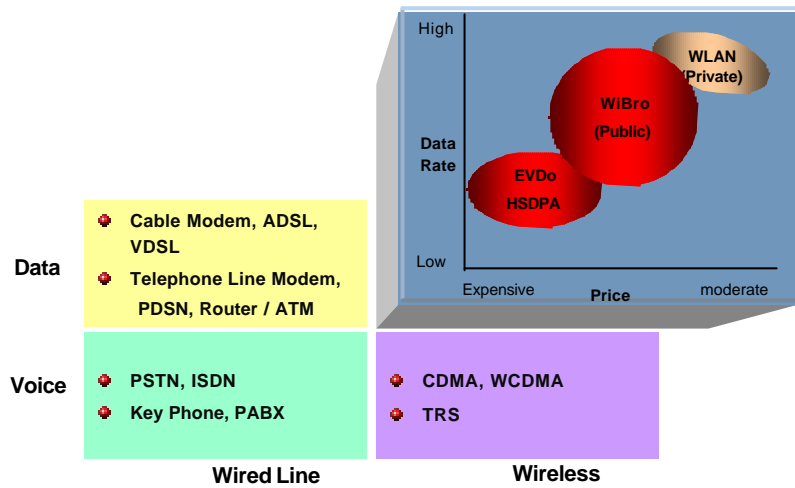 High
WLAN
(Private)
WiBro
(Public)
Data
Rate
EVDo
HSDPA
Low
Expensive
Price
moderate
Data
Cable Modem, ADSL,
VDSL
Telephone Line Modem,
PDSN, Router / ATM
Voice
PSTN, ISDN
Key Phone, PABX
CDMA, WCDMA
TRS
Wired Line
Wireless